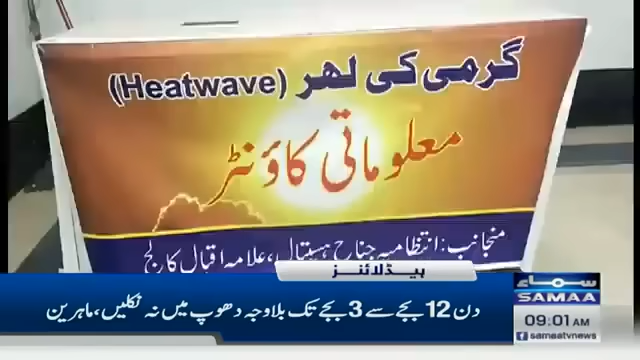 گرمی کی لہر (Heatwave)
معلوماتی کاؤنٹر
منجانب: انتظامیہ جناح ہسپتال، علامہ اقبال کالج
ہیڈلائنز
دن 12 بجے سے 3 بجے تک بلاوجہ دھوپ میں نہ نکلیں، ماہرین
سماء
SAMAA
09:01 AM
samaatvnews